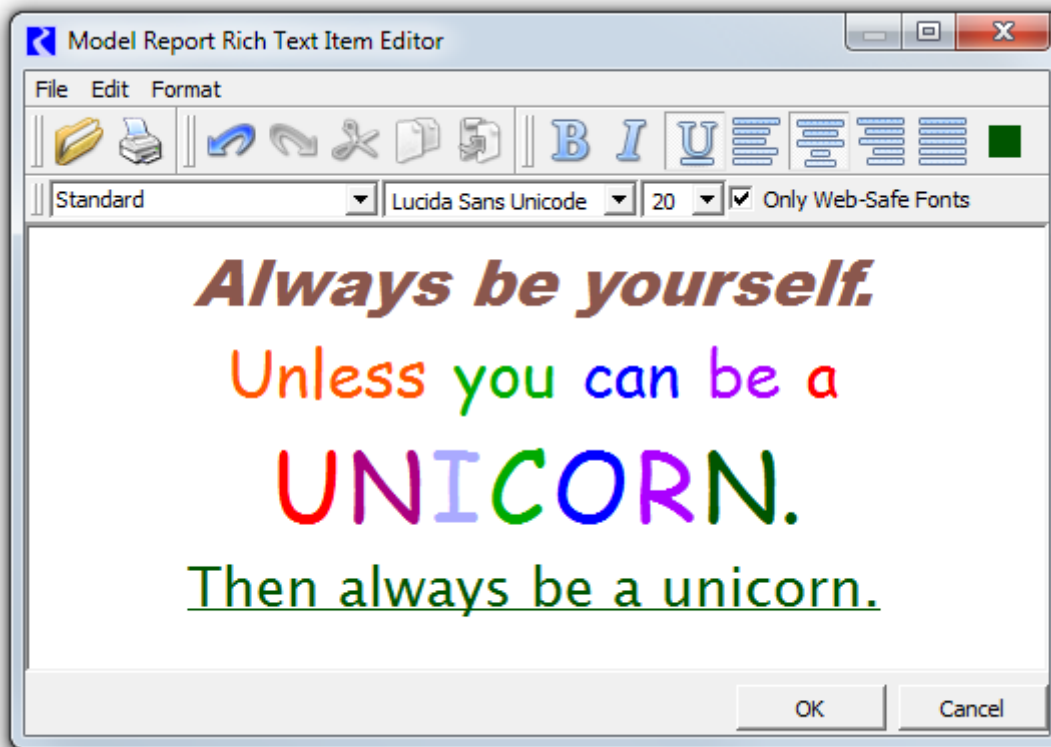 Model Report Rich Text Item Editor
File Edit Format
B I U
Standard Lucida Sans Unicode 20 Only Web-Safe Fonts
Always be yourself.
Unless you can be a
UNICORN.
Then always be a unicorn.
OK Cancel